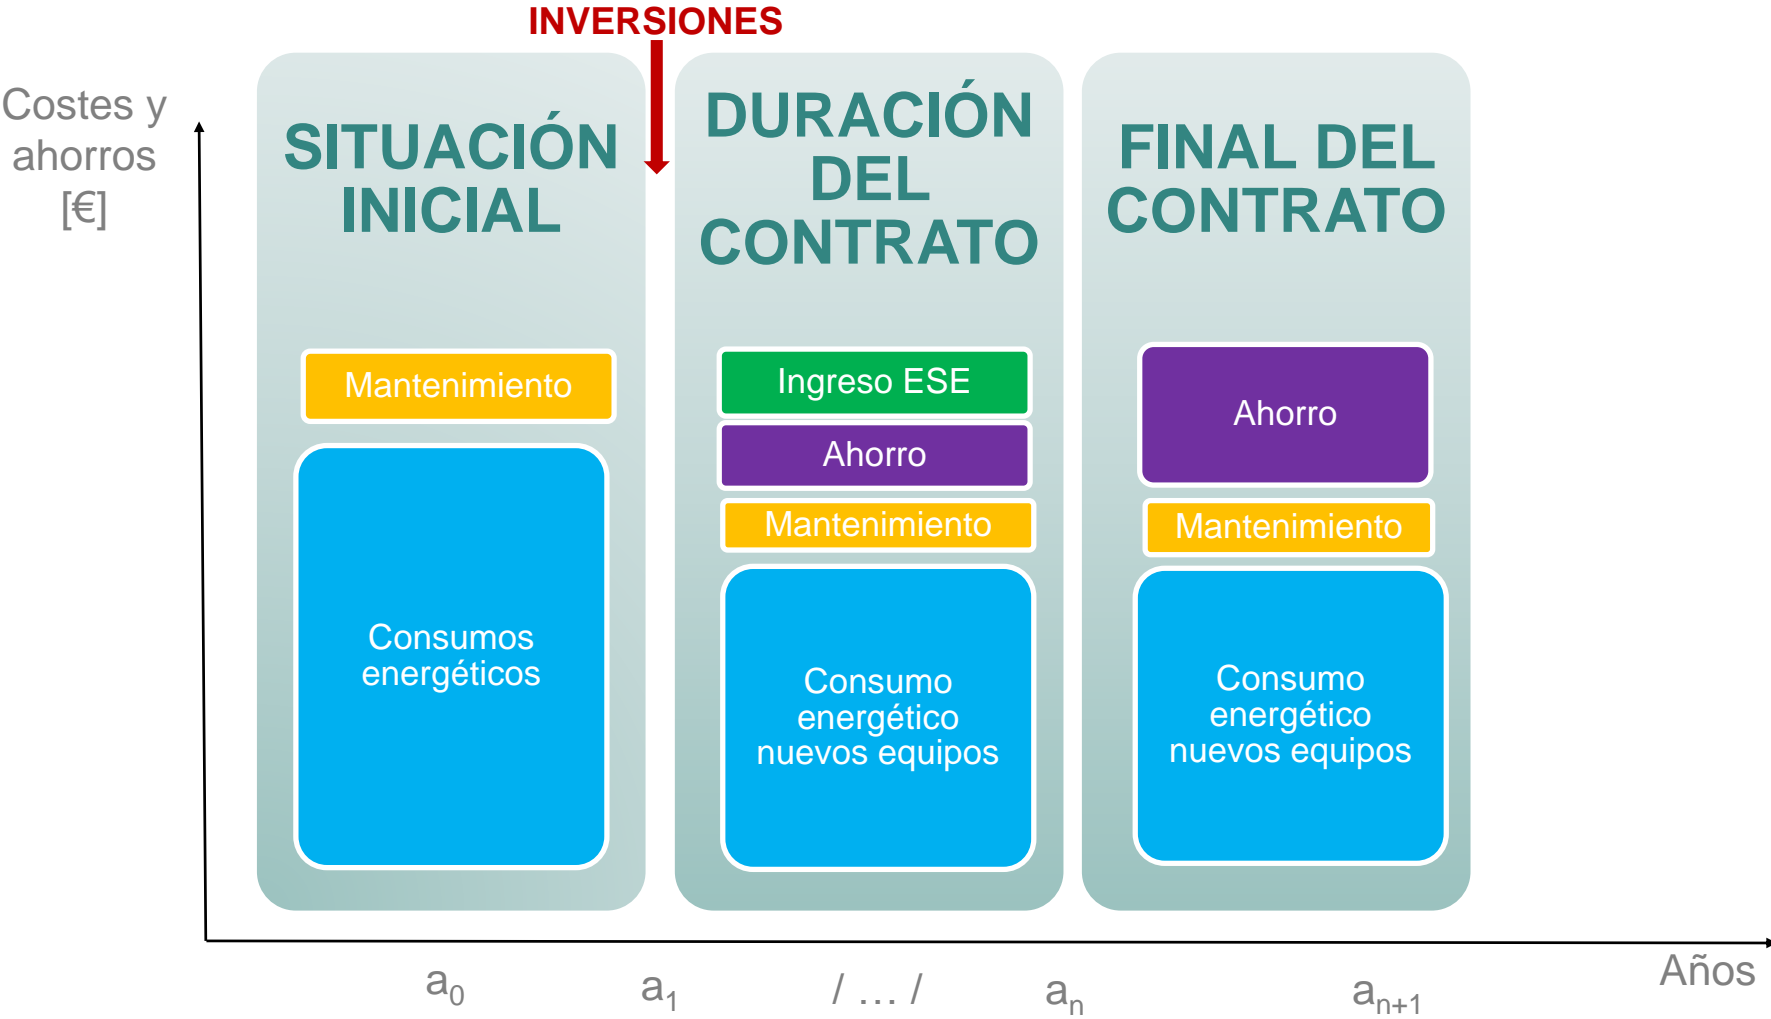 INVERSIONES
Costes y
ahorros
[€]
SITUACIÓN
INICIAL
DURACIÓN
DEL
CONTRATO
FINAL DEL
CONTRATO
Mantenimiento
Consumos
energéticos
Ingreso ESE
Ahorro
Mantenimiento
Consumo
energético
nuevos equipos
Ahorro
Mantenimiento
Consumo
energético
nuevos equipos
a0
a1
/ … /
an
an+1
Años